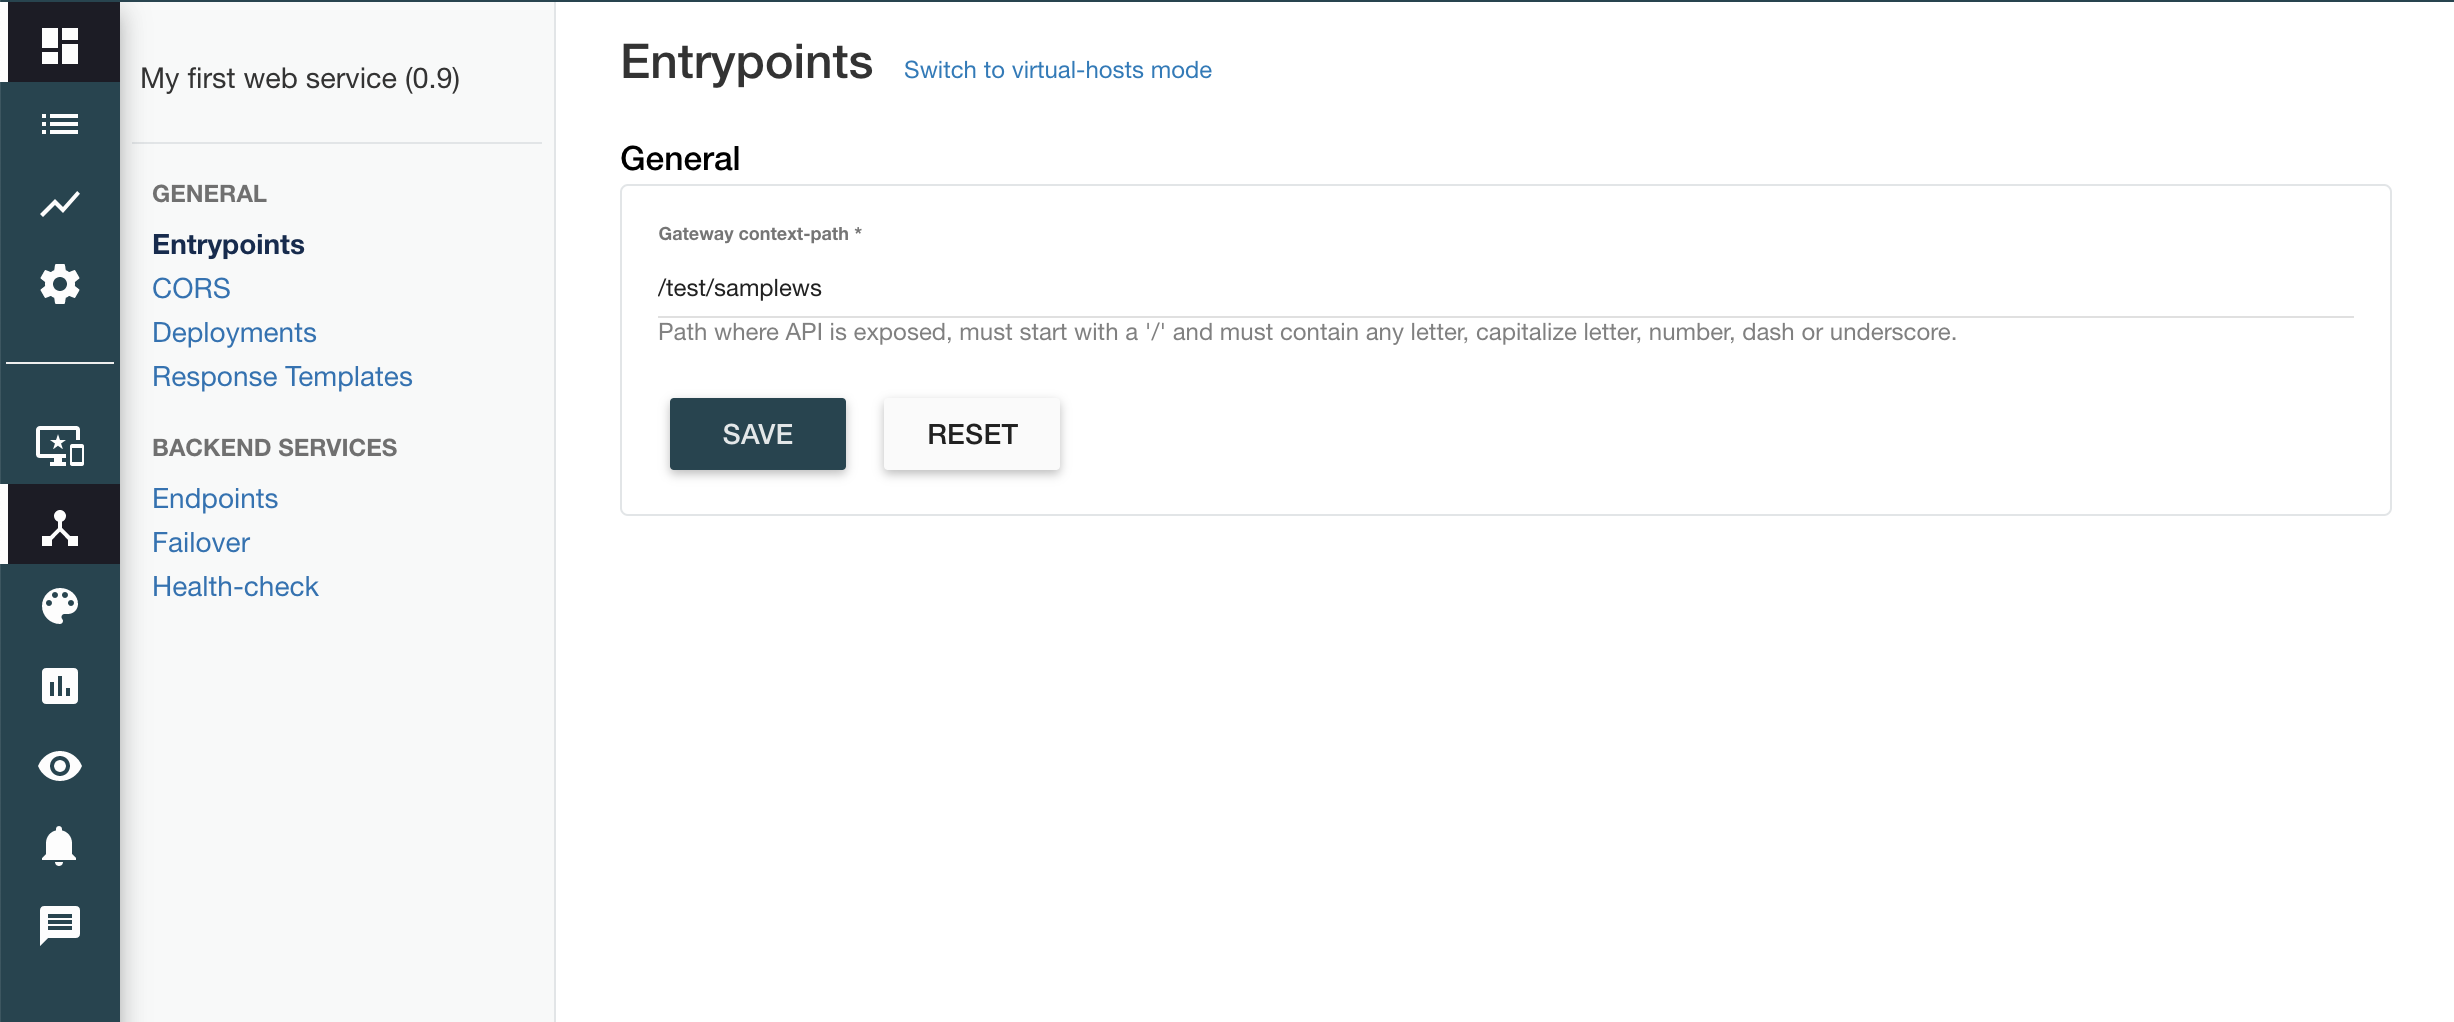 My first web service (0.9)
GENERAL
Entrypoints
CORS
Deployments
Response Templates
BACKEND SERVICES
Endpoints
Failover
Health-check
Entrypoints Switch to virtual-hosts mode
General
Gateway context-path *
/test/samplews
Path where API is exposed, must start with a '/' and must contain any letter, capitalize letter, number, dash or underscore.
SAVE RESET